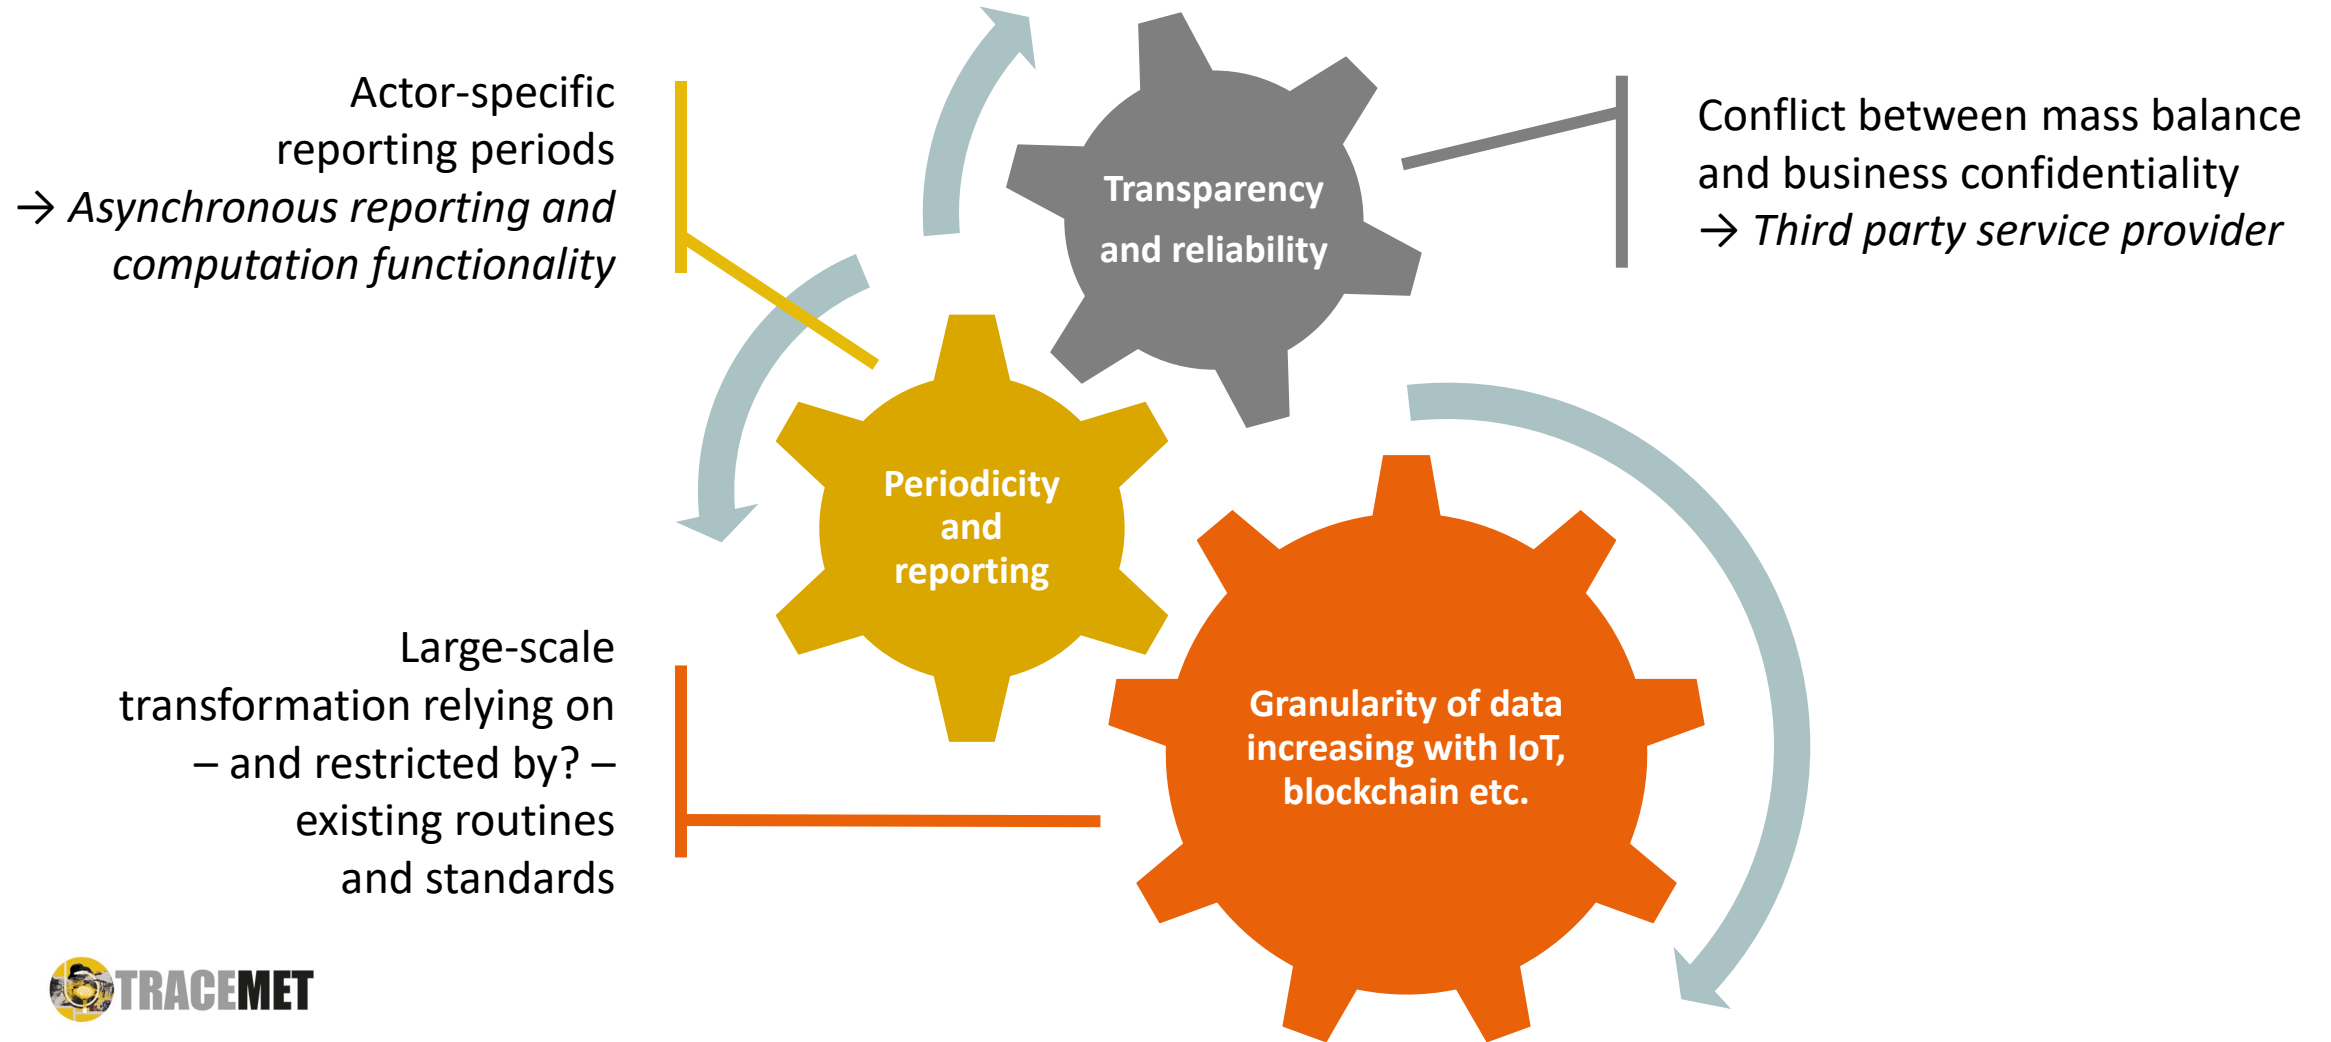 Actor-specific
reporting periods
→ Asynchronous reporting and
computation functionality
Transparency
and reliability
Conflict between mass balance
and business confidentiality
→ Third party service provider
Periodicity
and
reporting
Large-scale
transformation relying on
– and restricted by? –
existing routines
and standards
Granularity of data
increasing with IoT,
blockchain etc.
TRACEMET